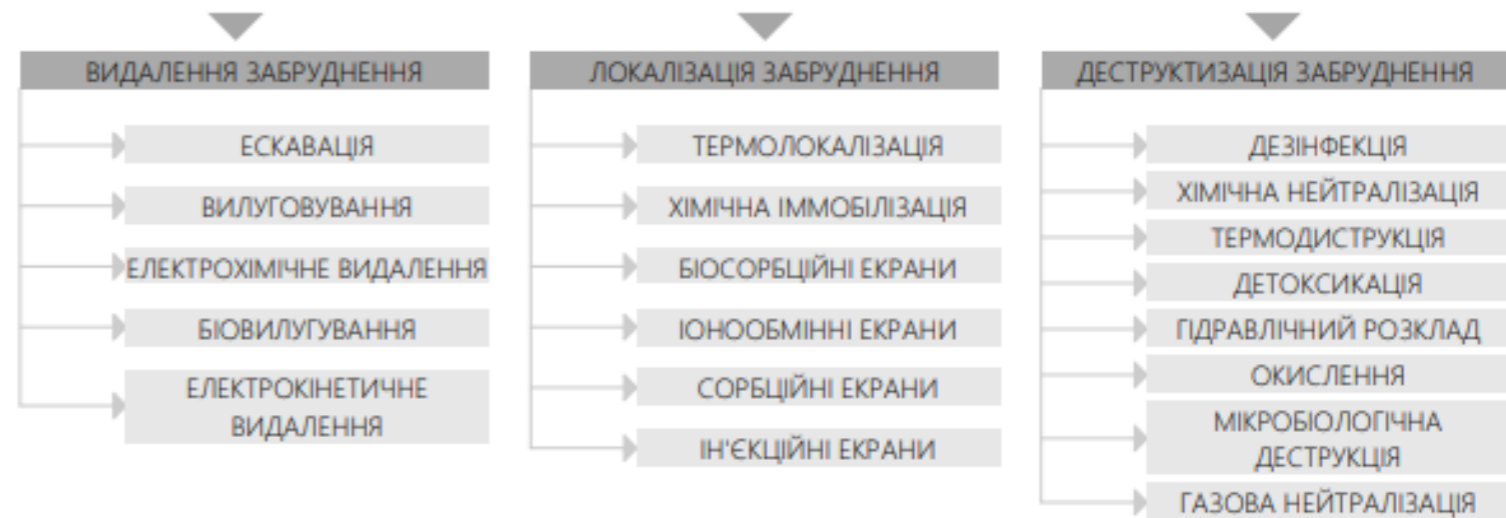 ВИДАЛЕННЯ ЗАБРУДНЕННЯ
ЕСКАВАЦІЯ
ВИЛУГОВУВАННЯ
ЕЛЕКТРОХІМІЧНЕ ВИДАЛЕННЯ
БІОВИЛУГУВАННЯ
ЕЛЕКТРОКІНЕТИЧНЕ
ВИДАЛЕННЯ
ЛОКАЛІЗАЦІЯ ЗАБРУДНЕННЯ
ТЕРМОЛОКАЛІЗАЦІЯ
ХІМІЧНА ІММОБІЛІЗАЦІЯ
БІОСОРБЦІЙНІ ЕКРАНИ
ІОНООБМІННІ ЕКРАНИ
СОРБЦІЙНІ ЕКРАНИ
ІН'ЄКЦІЙНІ ЕКРАНИ
ДЕСТРУКТИЗАЦІЯ ЗАБРУДНЕННЯ
ДЕЗІНФЕКЦІЯ
ХІМІЧНА НЕЙТРАЛІЗАЦІЯ
ТЕРМОДИСТРУКЦІЯ
ДЕТОКСИКАЦІЯ
ГІДРАВЛІЧНИЙ РОЗКЛАД
ОКИСЛЕННЯ
МІКРОБІОЛОГІЧНА
ДЕСТРУКЦІЯ
ГАЗОВА НЕЙТРАЛІЗАЦІЯ